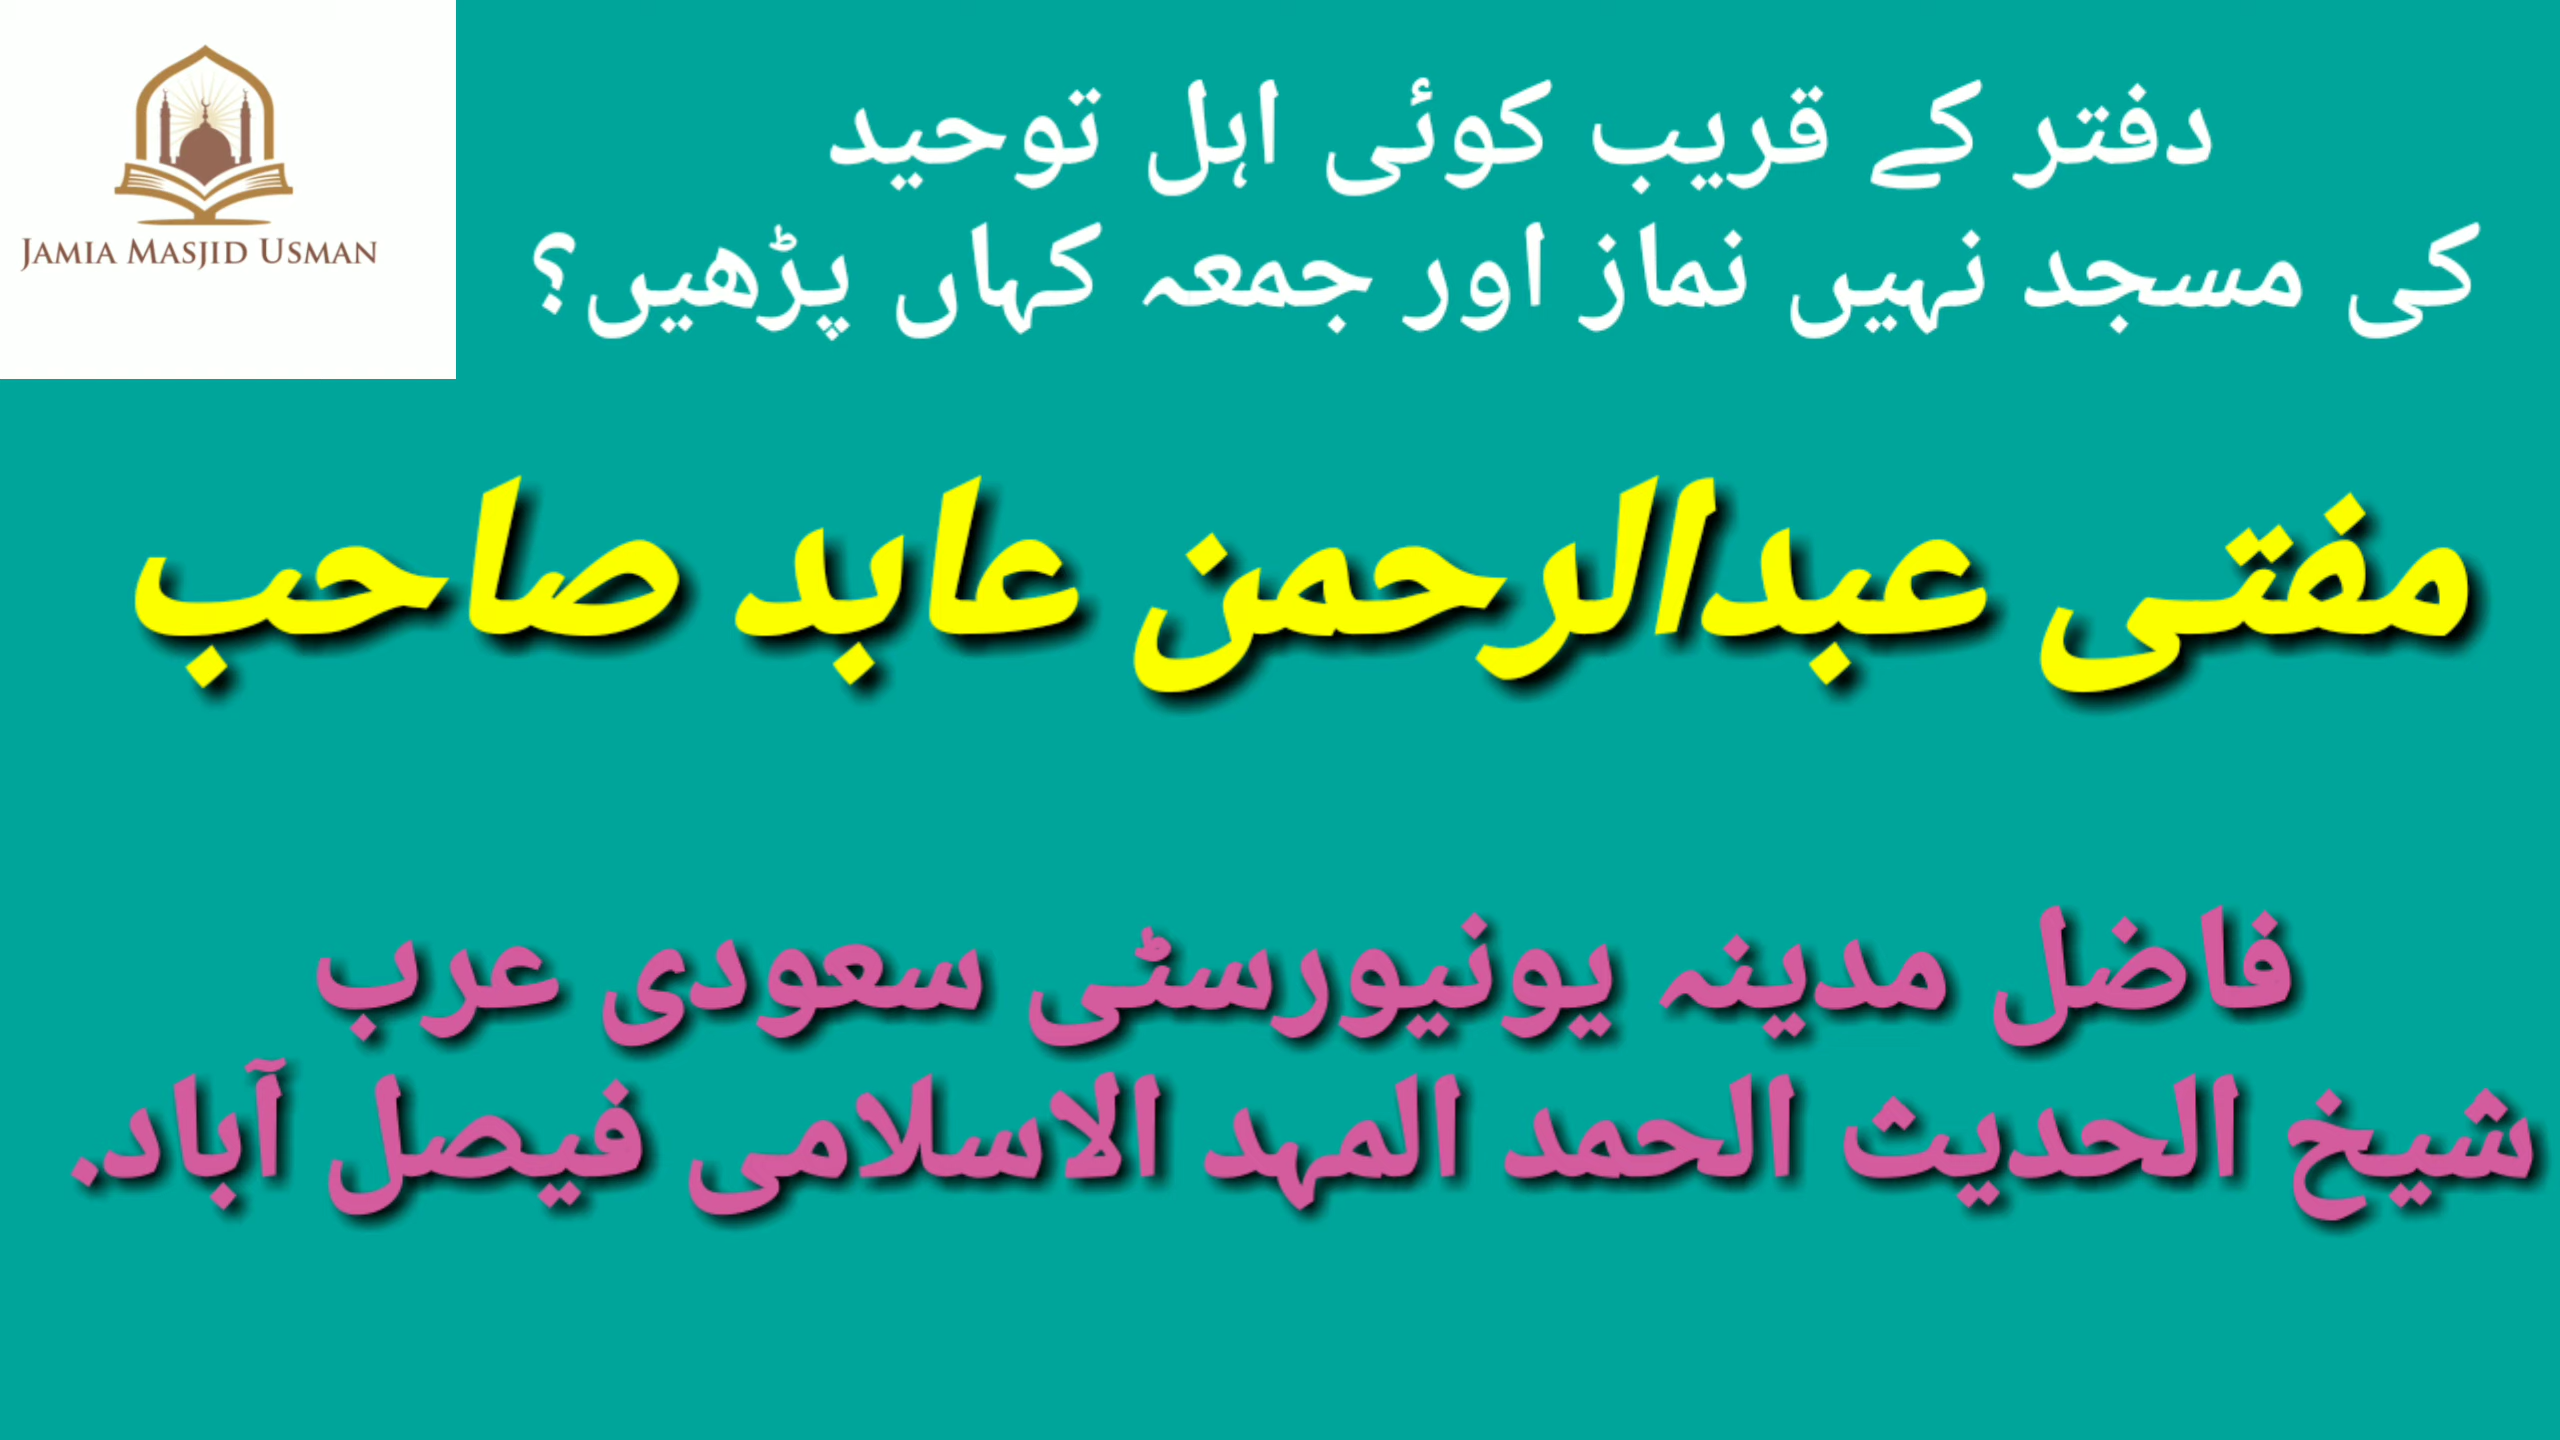 JAMIA MASJID USMAN
دفتر کے قریب کوئی اہل توحید
کی مسجد نہیں نماز اور جمعہ کہاں پڑھیں؟
مفتی عبدالرحمن عابد صاحب
فاضل مدینہ یونیورسٹی سعودی عرب
شیخ الحدیث الحمد المہد الاسلامی فیصل آباد.